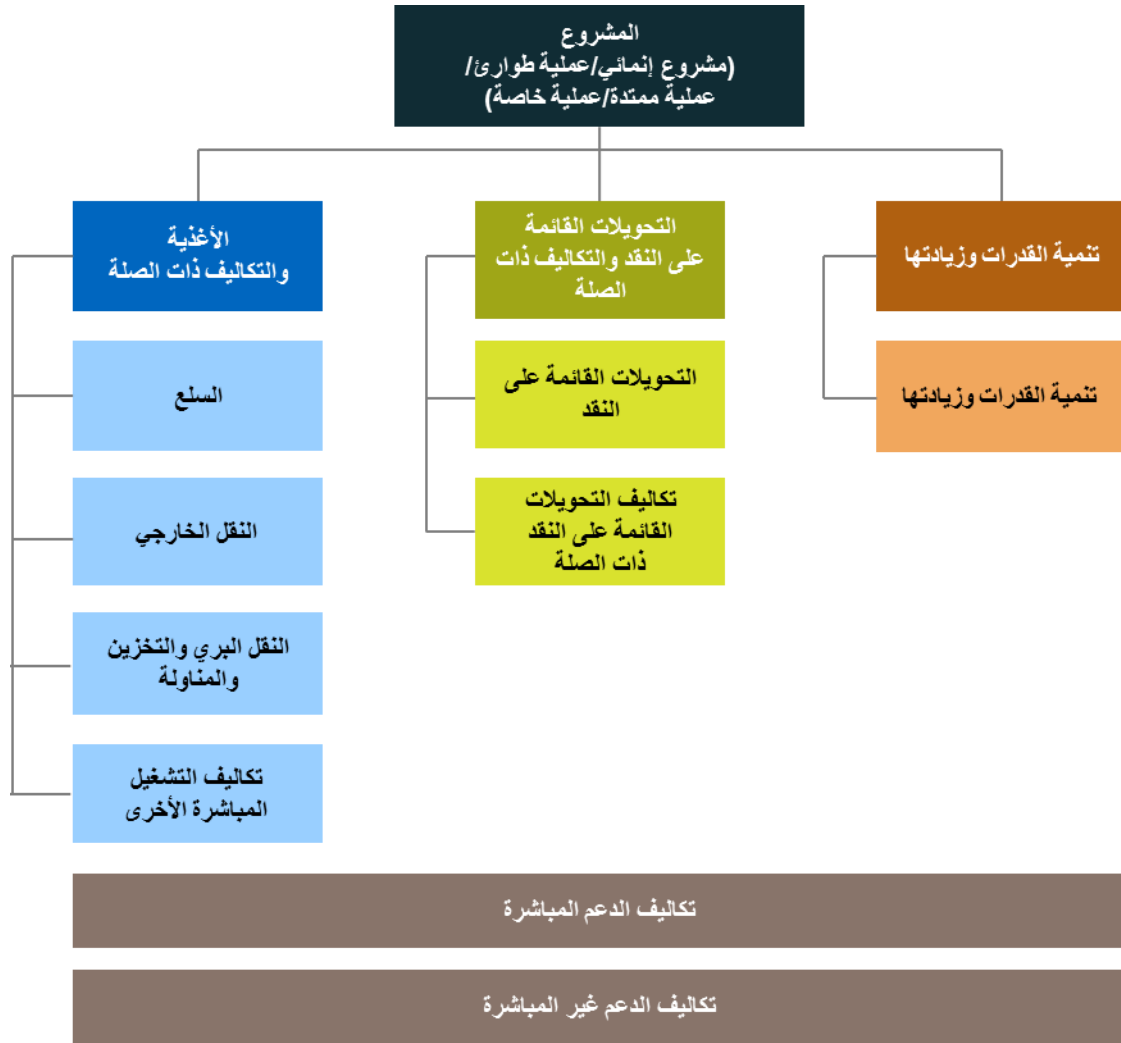 المشروع
(مشروع إنمائي/عملية طوارئ/
عملية ممتدة/عملية خاصة)
تنمية القدرات وزيادتها
التحويلات القائمة
على النقد والتكاليف ذات
الصلة
الأغذية
والتكاليف ذات الصلة
تنمية القدرات وزيادتها
التحويلات القائمة على
النقد
السلع
تكاليف التحويلات
القائمة على النقد
ذات الصلة
النقل الخارجي
النقل البري والتخزين
والمناولة
تكاليف التشغيل
المباشرة الأخرى
تكاليف الدعم المباشرة
تكاليف الدعم غير المباشرة